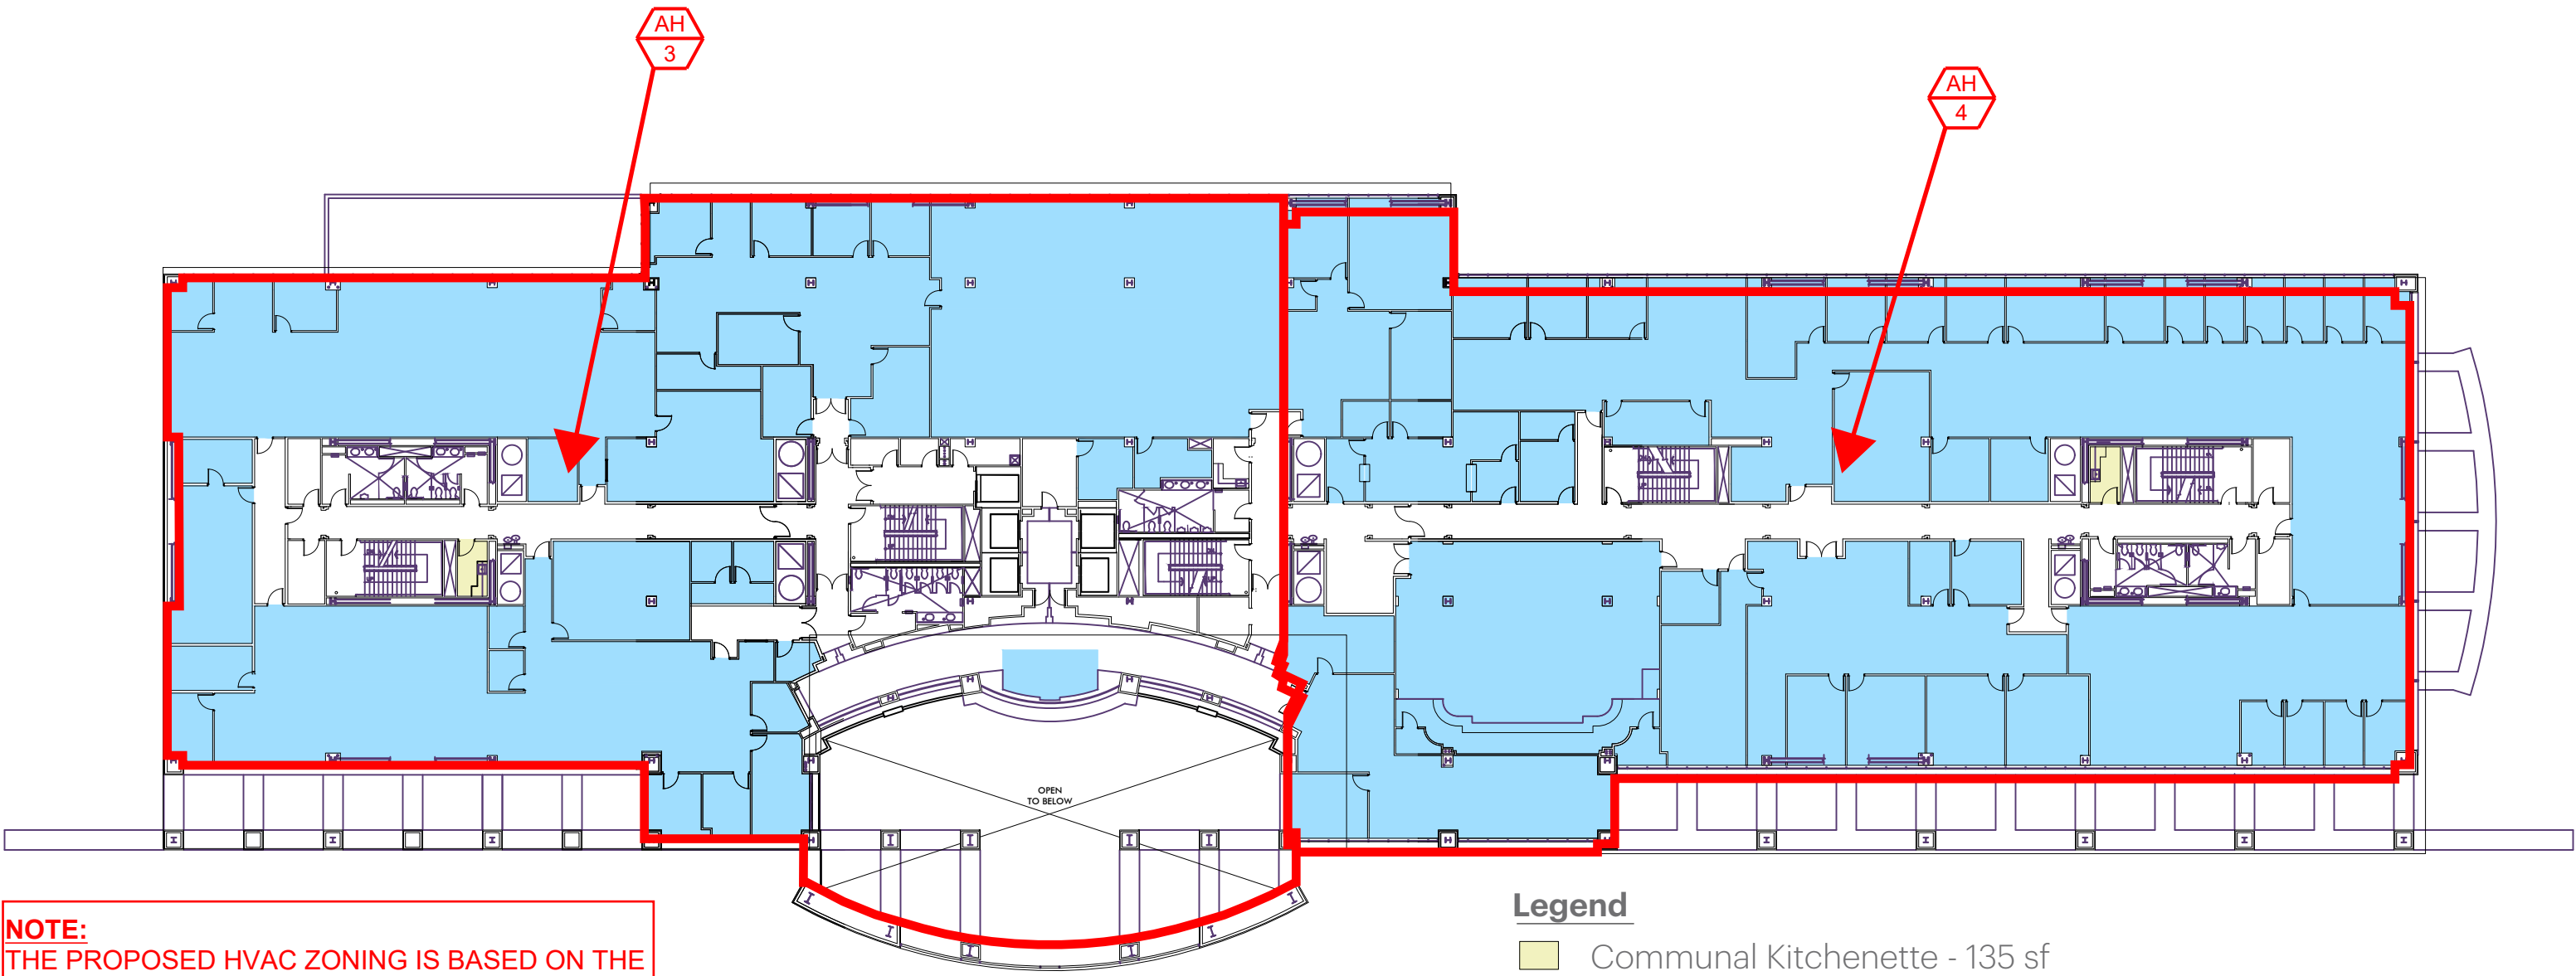 AH
3
AH
4
OPEN
TO BELOW
NOTE:
THE PROPOSED HVAC ZONING IS BASED ON THE
Legend
Communal Kitchenette - 135 sf